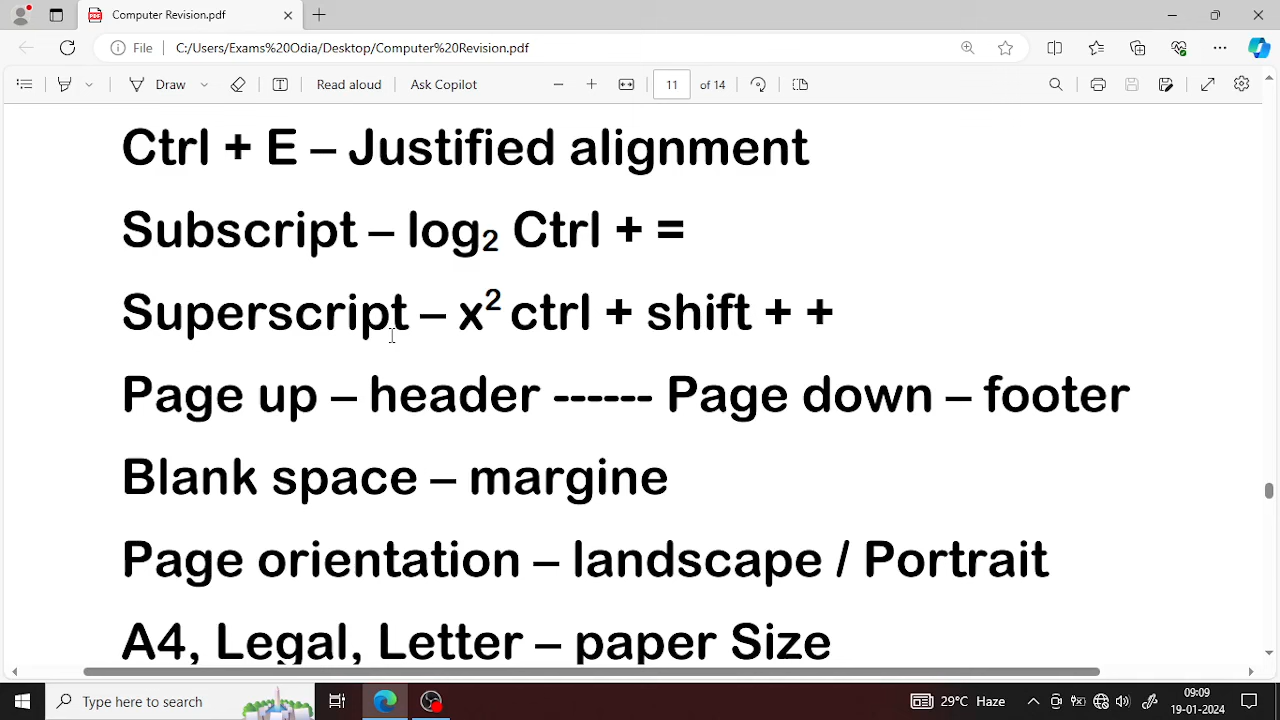 Computer Revision.pdf
File C:/Users/Exams%20Odia/Desktop/Computer%20Revision.pdf
Draw Read aloud Ask Copilot 11 of 14
Ctrl + E – Justified alignment
Subscript – log₂ Ctrl + =
Superscript – x² ctrl + shift + +
Page up – header ------ Page down – footer
Blank space – margine
Page orientation – landscape / Portrait
A4, Legal, Letter – paper Size
Type here to search 29°C Haze 09:09
19-01-2024